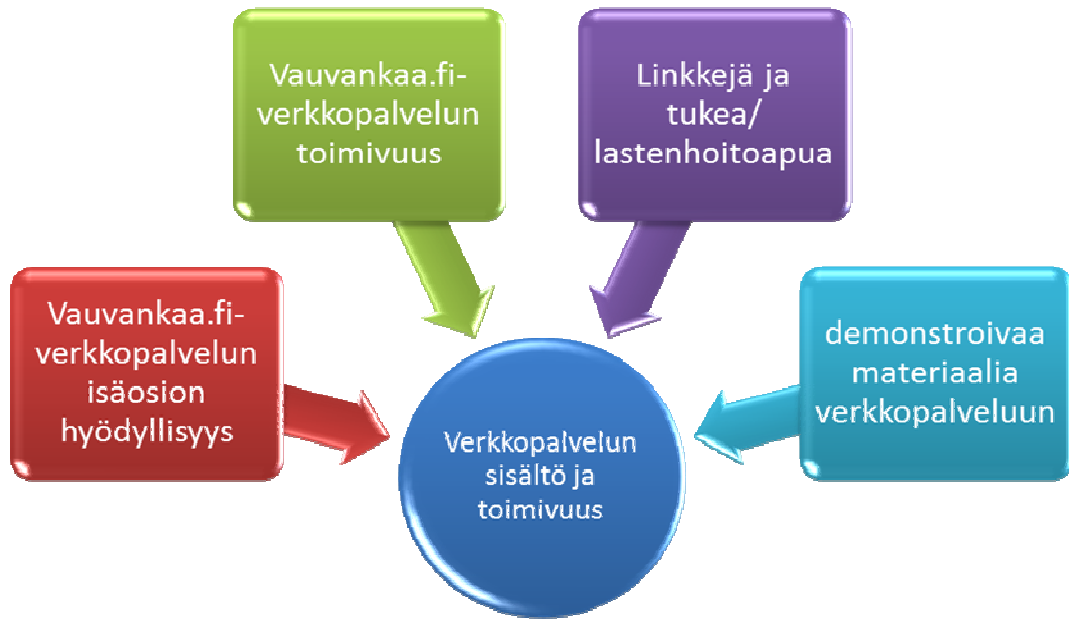 Vauvankaa.fi-
verkkopalvelun
toimivuus
Linkkejä ja
tukea/
lastenhoitoapua
Vauvankaa.fi-
verkkopalvelun
isäosion
hyödyllisyys
demonstroivaa
materiaalia
verkkopalveluun
Verkkopalvelun
sisältö ja
toimivuus